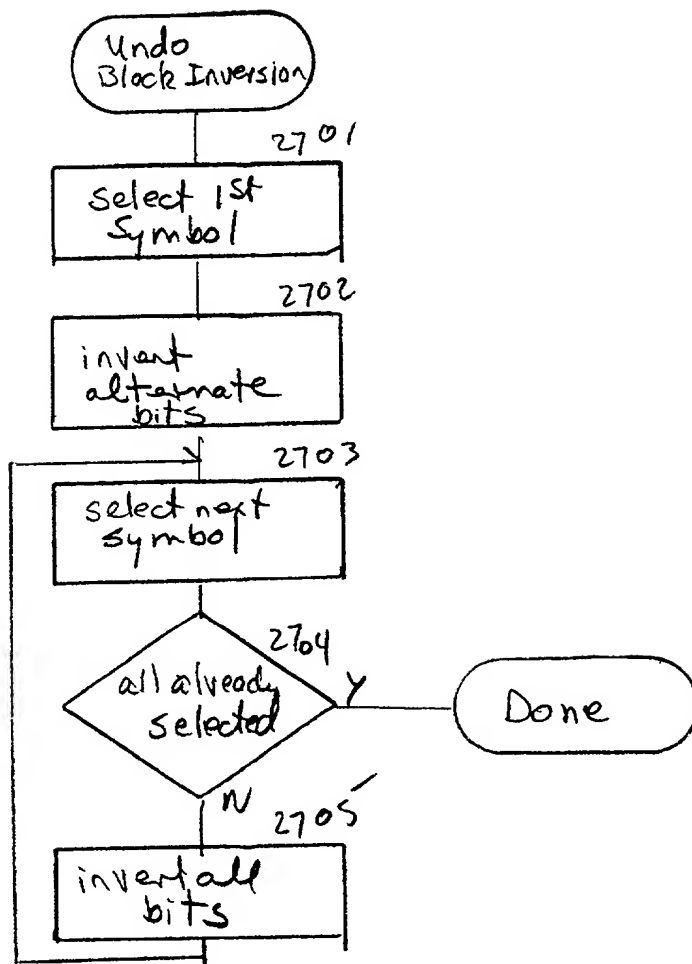 Undo
Block Inversion
2701
select 1st
symbol
2702
invert
alternate
bits
2703
select next
symbol
2704
all already
selected
Y
Done
N
2705
invert all
bits